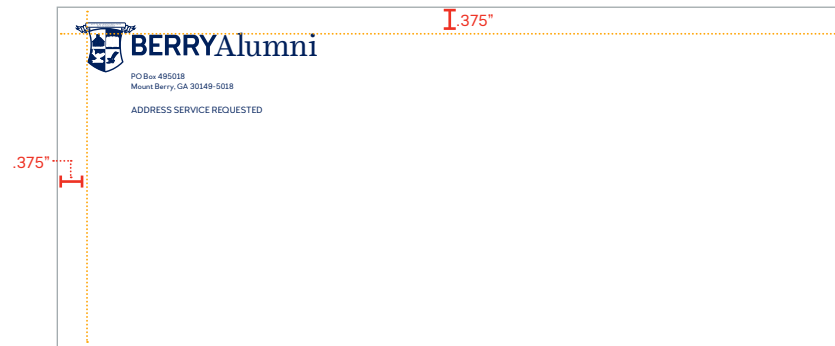 .375”
BERRYAlumni
PO Box 495018
Mount Berry, GA 30149-5018
ADDRESS SERVICE REQUESTED
.375”